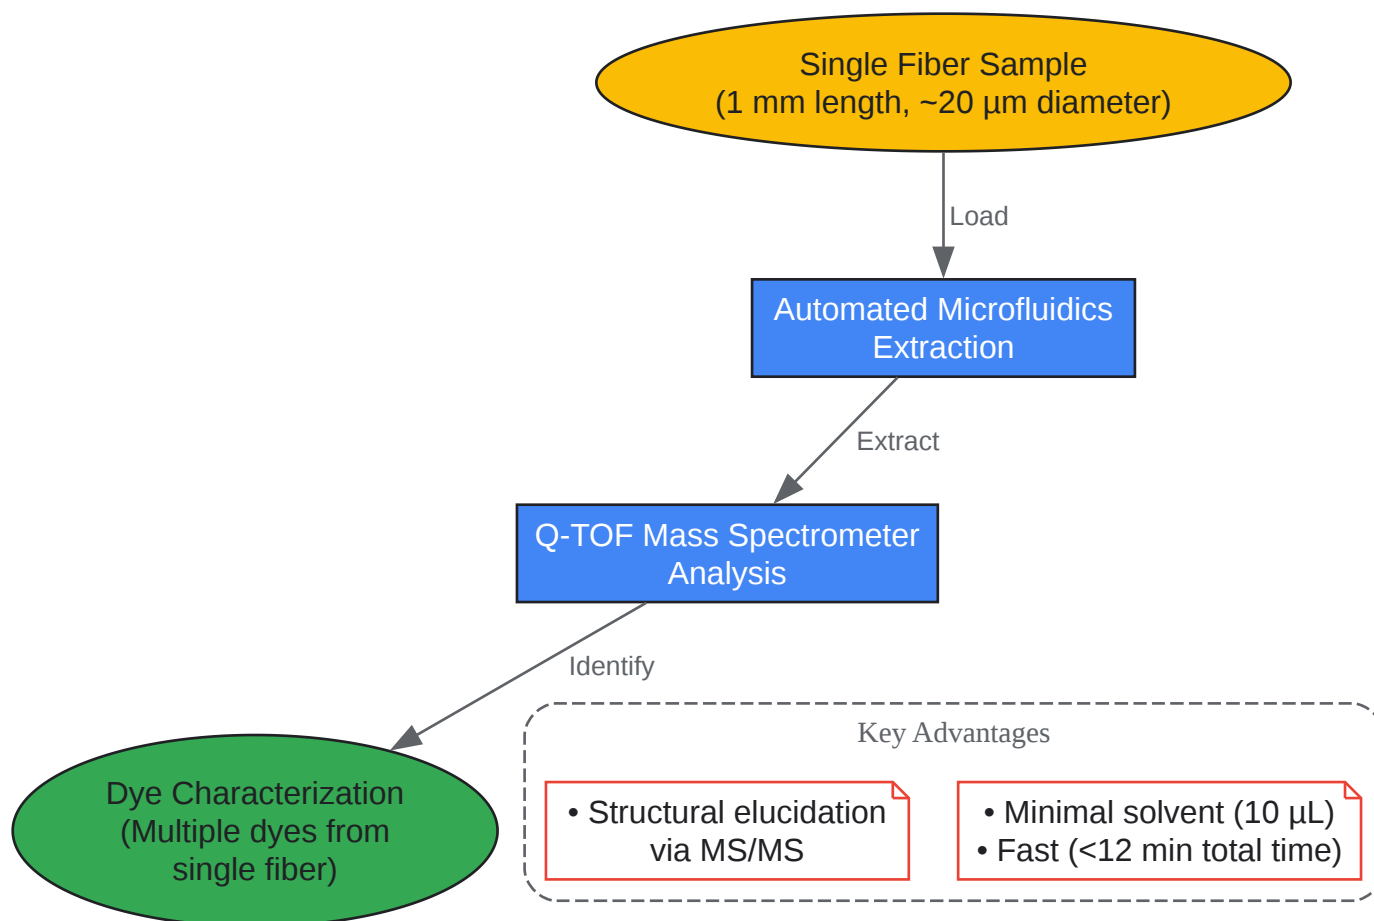 Single Fiber Sample
(1 mm length, ~20 µm diameter)
Load
Automated Microfluidics
Extraction
Extract
Q-TOF Mass Spectrometer
Analysis
Identify
Dye Characterization
(Multiple dyes from
single fiber)
Key Advantages
• Structural elucidation
via MS/MS
• Minimal solvent (10 µL)
• Fast (<12 min total time)